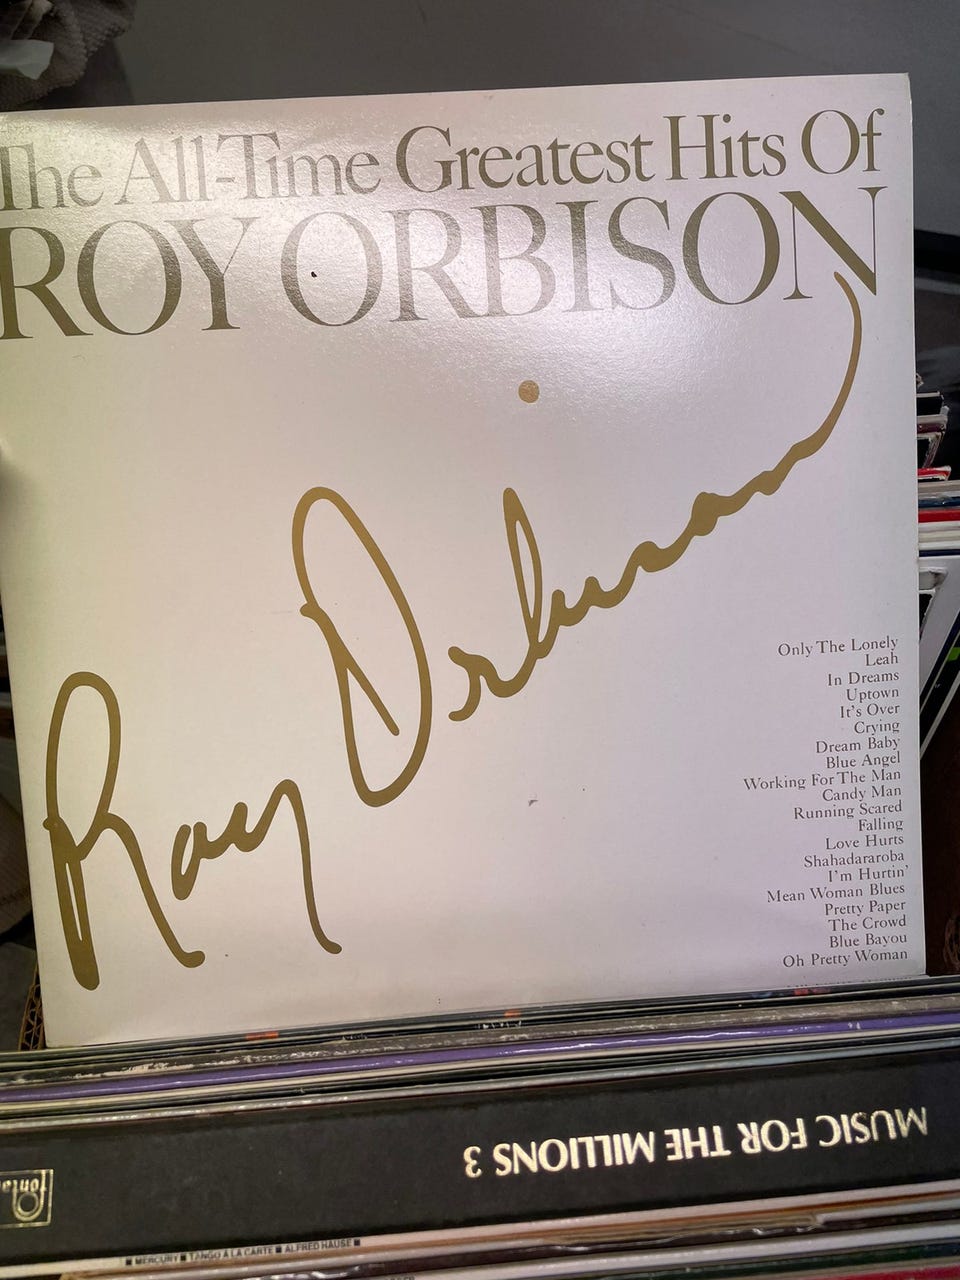 The All-Time Greatest Hits Of
ROY ORBISON
Roy Orbison
Only The Lonely
Leah
In Dreams
Uptown
It's Over
Crying
Dream Baby
Blue Angel
Working For The Man
Candy Man
Running Scared
Falling
Love Hurts
Shahadararoba
I'm Hurtin'
Mean Woman Blues
Pretty Paper
The Crowd
Blue Bayou
Oh Pretty Woman
MUSIC FOR THE MILLIONS 3
MERCURY ■ TANGO A LA CARTE ■ ALFRED HAUSE ■